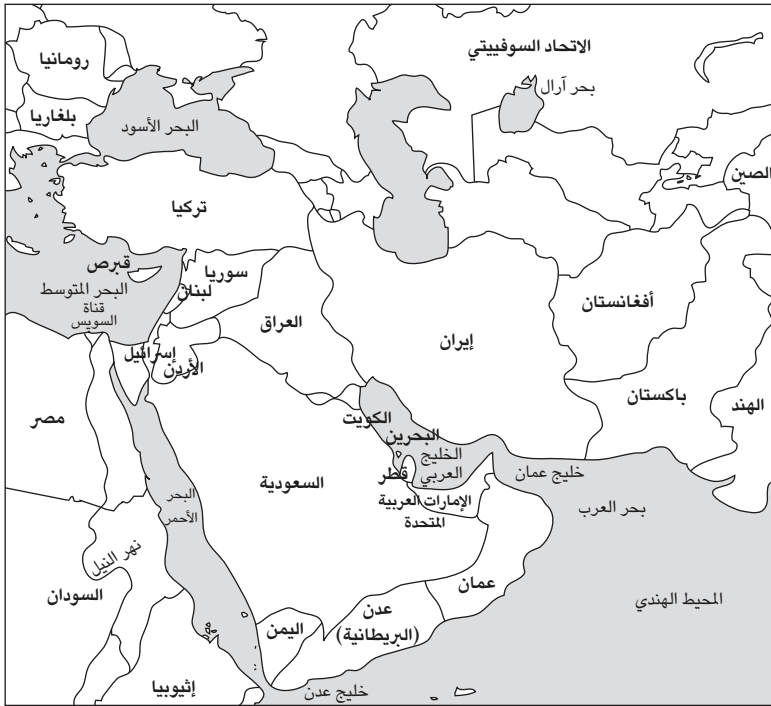 الاتحاد السوفييتي
رومانيا
بحر آرال
بلغاريا
البحر الأسود
الصين
تركيا
قبرص
سوريا
لبنان
البحر المتوسط
قناة
السويس
أفغانستان
العراق
إيران
إسرائيل
الأردن
باكستان
الهند
مصر
الكويت
البحرين
الخليج
العربي
قطر
خليج عمان
السعودية
الإمارات العربية
المتحدة
بحر العرب
البحر
الأحمر
نهر النيل
السودان
عمان
المحيط الهندي
عدن
(البريطانية)
اليمن
إثيوبيا
خليج عدن